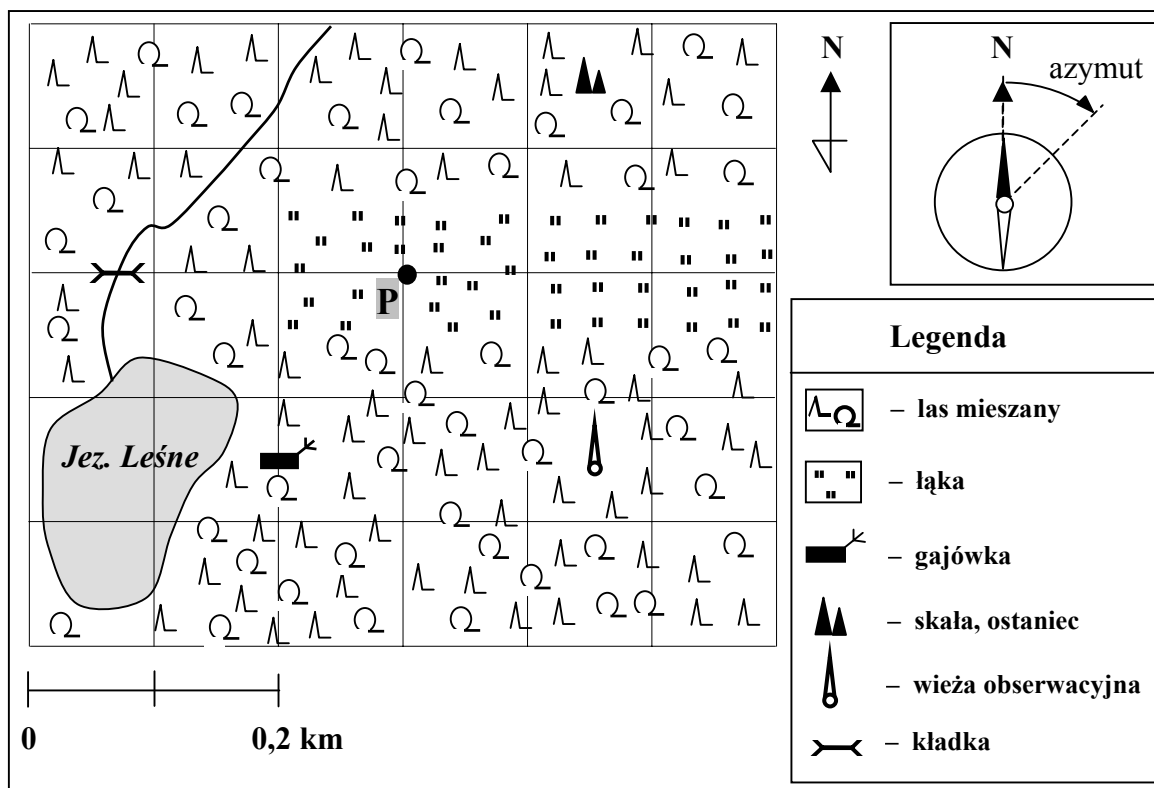 N
N
azymut
P
Legenda
– las mieszany
Jez. Leśne
– łąka
– gajówka
– skała, ostaniec
– wieża obserwacyjna
– kładka
0
0,2 km